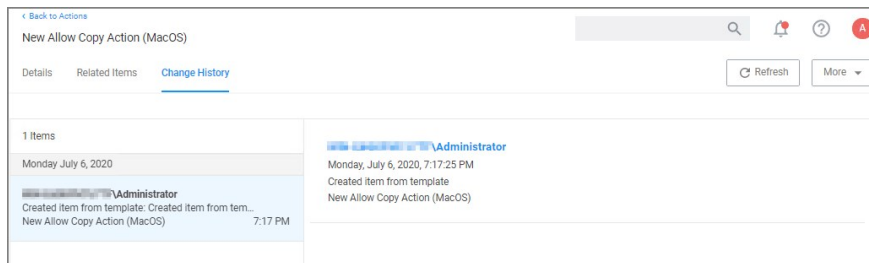 Back to Actions
New Allow Copy Action (MacOS)
A
Details Related Items Change History
Refresh More
1 Items
Monday July 6, 2020
\Administrator
Created item from template: Created item from tem...
New Allow Copy Action (MacOS) 7:17 PM
\Administrator
Monday, July 6, 2020, 7:17:25 PM
Created item from template
New Allow Copy Action (MacOS)